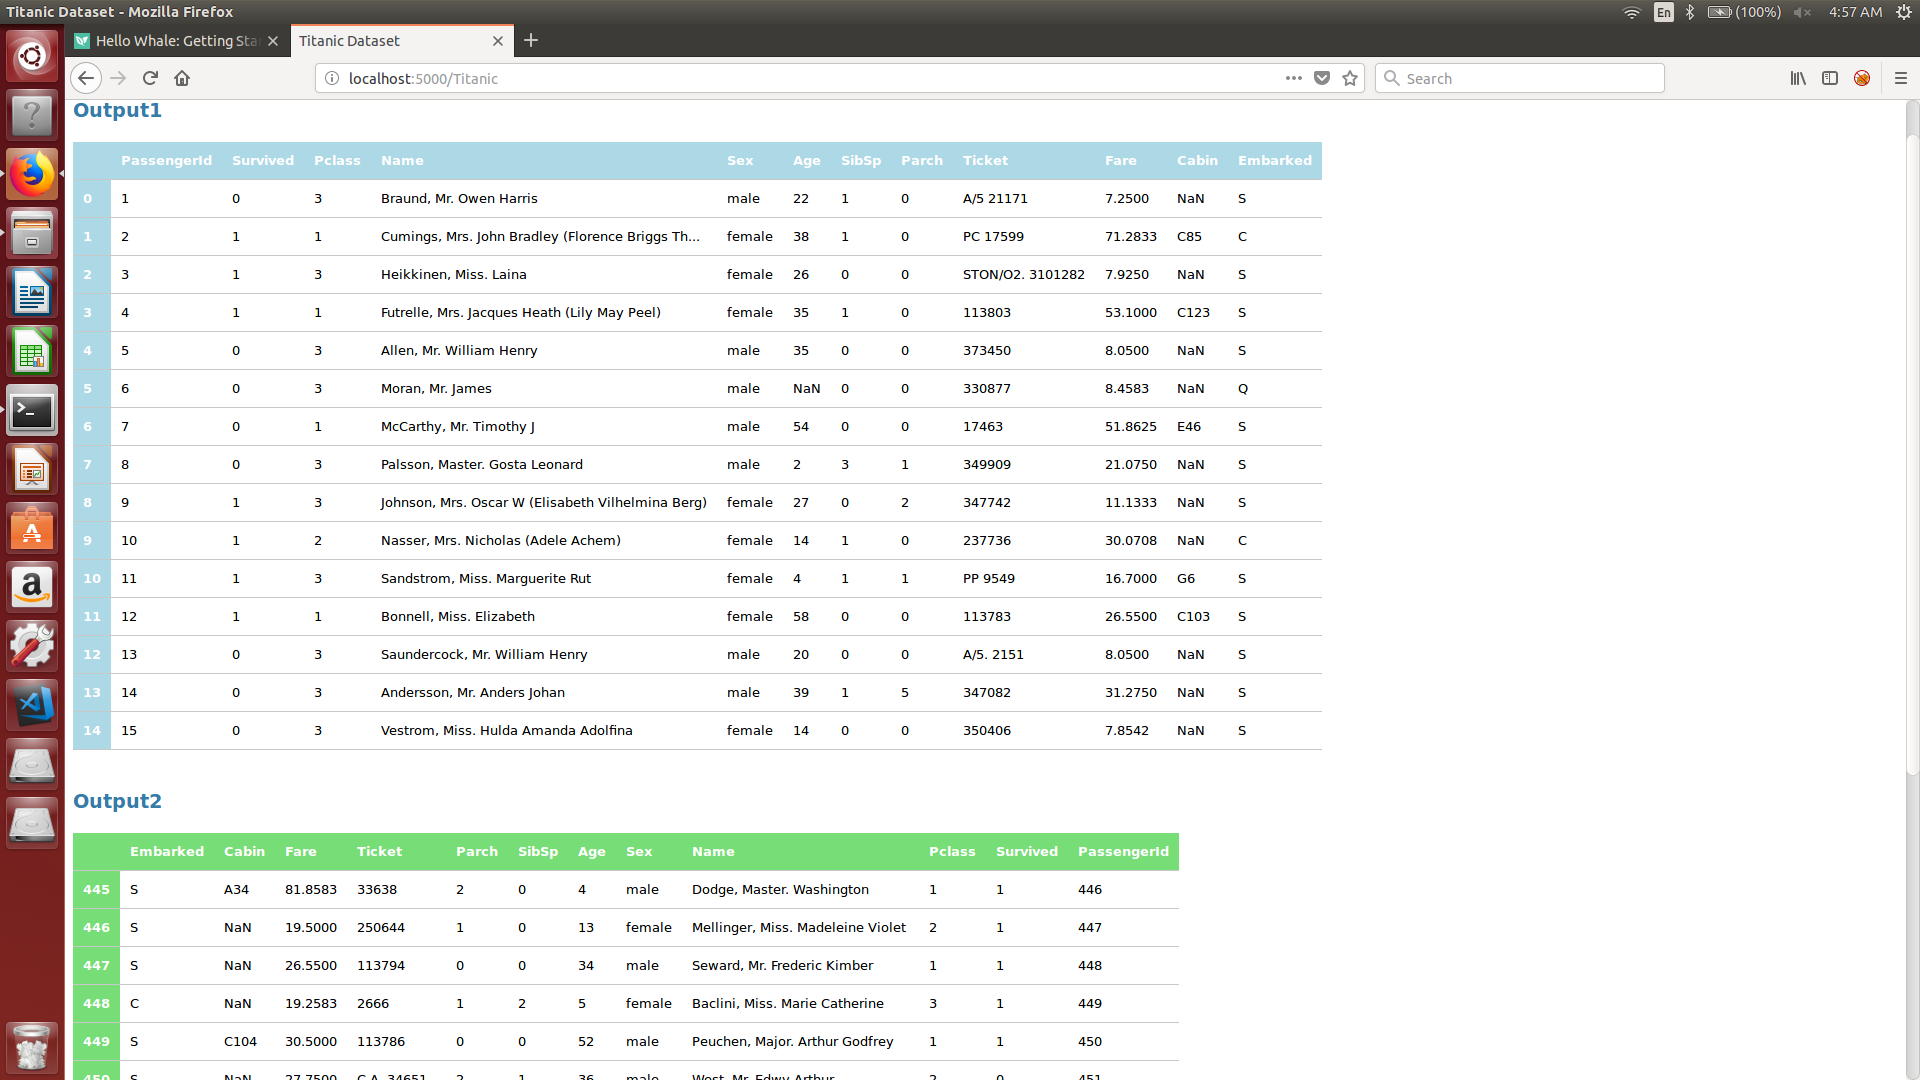 Titanic Dataset - Mozilla Firefox
En (100%) 4:57 AM
Hello Whale: Getting Sta
Titanic Dataset
localhost:5000/Titanic
Search
Output1
PassengerId Survived Pclass Name Sex Age SibSp Parch Ticket Fare Cabin Embarked
0 1 0 3 Braund, Mr. Owen Harris male 22 1 0 A/5 21171 7.2500 NaN S
1 2 1 1 Cumings, Mrs. John Bradley (Florence Briggs Th... female 38 1 0 PC 17599 71.2833 C85 C
2 3 1 3 Heikkinen, Miss. Laina female 26 0 0 STON/O2. 3101282 7.9250 NaN S
3 4 1 1 Futrelle, Mrs. Jacques Heath (Lily May Peel) female 35 1 0 113803 53.1000 C123 S
4 5 0 3 Allen, Mr. William Henry male 35 0 0 373450 8.0500 NaN S
5 6 0 3 Moran, Mr. James male NaN 0 0 330877 8.4583 NaN Q
6 7 0 1 McCarthy, Mr. Timothy J male 54 0 0 17463 51.8625 E46 S
7 8 0 3 Palsson, Master. Gosta Leonard male 2 3 1 349909 21.0750 NaN S
8 9 1 3 Johnson, Mrs. Oscar W (Elisabeth Vilhelmina Berg) female 27 0 2 347742 11.1333 NaN S
9 10 1 2 Nasser, Mrs. Nicholas (Adele Achem) female 14 1 0 237736 30.0708 NaN C
10 11 1 3 Sandstrom, Miss. Marguerite Rut female 4 1 1 PP 9549 16.7000 G6 S
11 12 1 1 Bonnell, Miss. Elizabeth female 58 0 0 113783 26.5500 C103 S
12 13 0 3 Saundercock, Mr. William Henry male 20 0 0 A/5. 2151 8.0500 NaN S
13 14 0 3 Andersson, Mr. Anders Johan male 39 1 5 347082 31.2750 NaN S
14 15 0 3 Vestrom, Miss. Hulda Amanda Adolfina female 14 0 0 350406 7.8542 NaN S
Output2
Embarked Cabin Fare Ticket Parch SibSp Age Sex Name Pclass Survived PassengerId
445 S A34 81.8583 33638 2 0 4 male Dodge, Master. Washington 1 1 446
446 S NaN 19.5000 250644 1 0 13 female Mellinger, Miss. Madeleine Violet 2 1 447
447 S NaN 26.5500 113794 0 0 34 male Seward, Mr. Frederic Kimber 1 1 448
448 C NaN 19.2583 2666 1 2 5 female Baclini, Miss. Marie Catherine 3 1 449
449 S C104 30.5000 113786 0 0 52 male Peuchen, Major. Arthur Godfrey 1 1 450
450 S NaN 27.7500 C.A. 34651 2 1 36 male West, Mr. Edwy Arthur 2 0 451